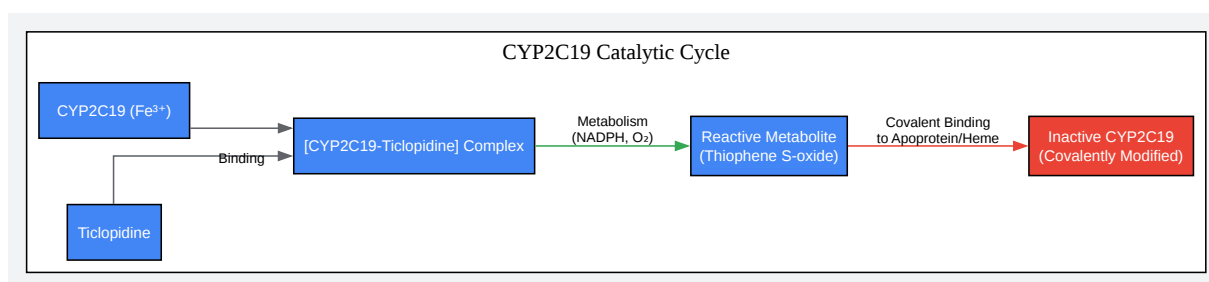 CYP2C19 Catalytic Cycle
CYP2C19 (Fe³⁺)
Binding
Ticlopidine
[CYP2C19-Ticlopidine] Complex
Metabolism
(NADPH, O₂)
Reactive Metabolite
(Thiophene S-oxide)
Covalent Binding
to Apoprotein/Heme
Inactive CYP2C19
(Covalently Modified)